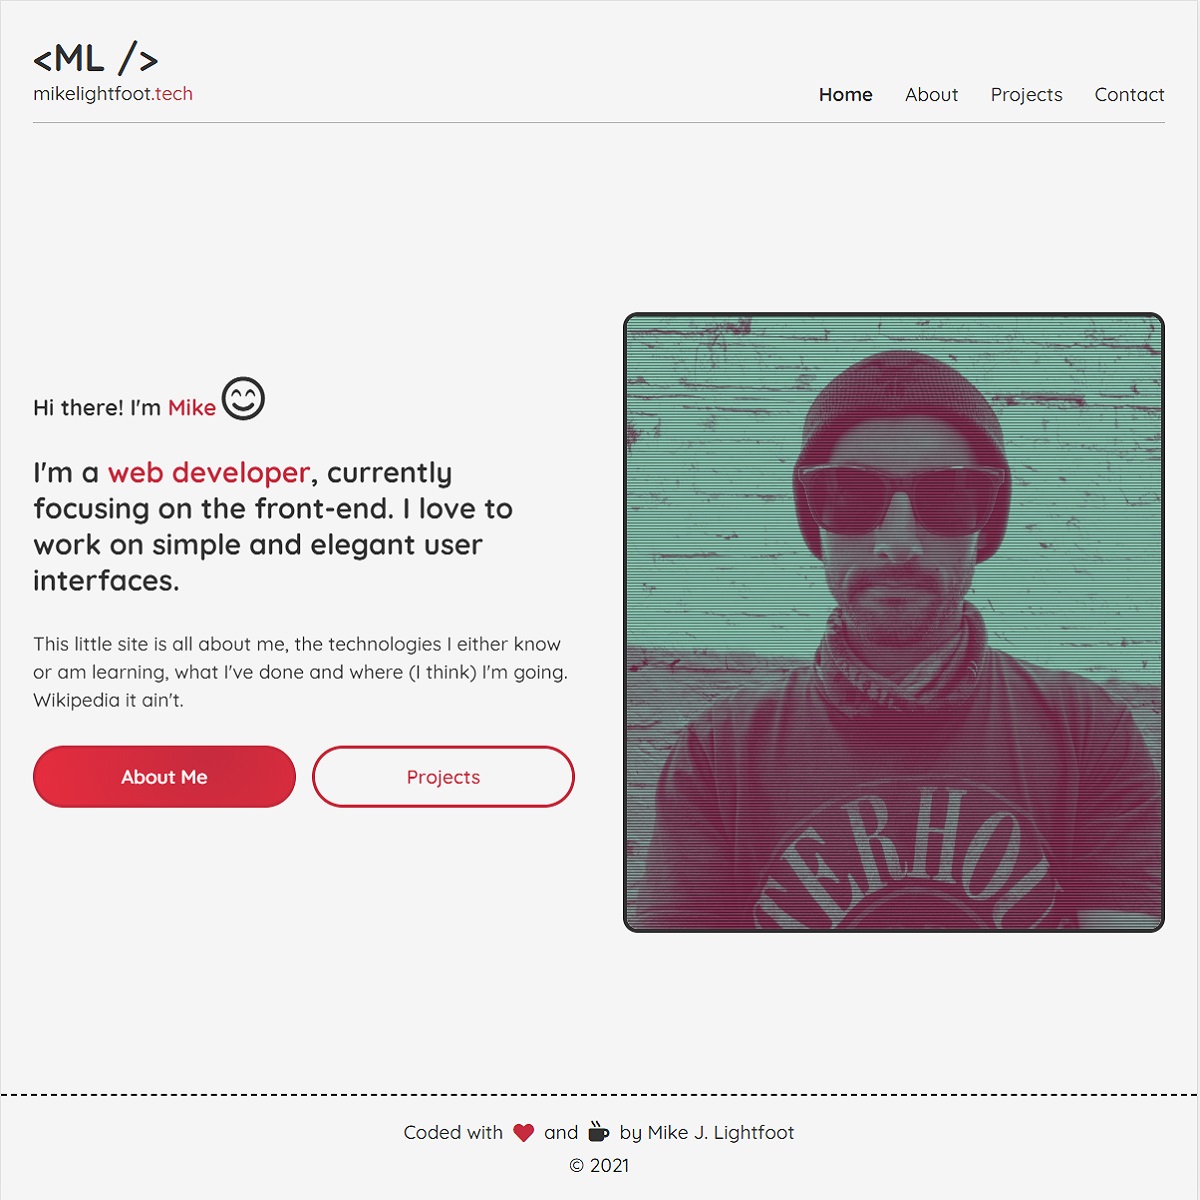 <ML />
mikelightfoot.tech
Home About Projects Contact
Hi there! I'm Mike
I'm a web developer, currently
focusing on the front-end. I love to
work on simple and elegant user
interfaces.
This little site is all about me, the technologies I either know
or am learning, what I've done and where (I think) I'm going.
Wikipedia it ain't.
About Me Projects
Coded with and by Mike J. Lightfoot
© 2021